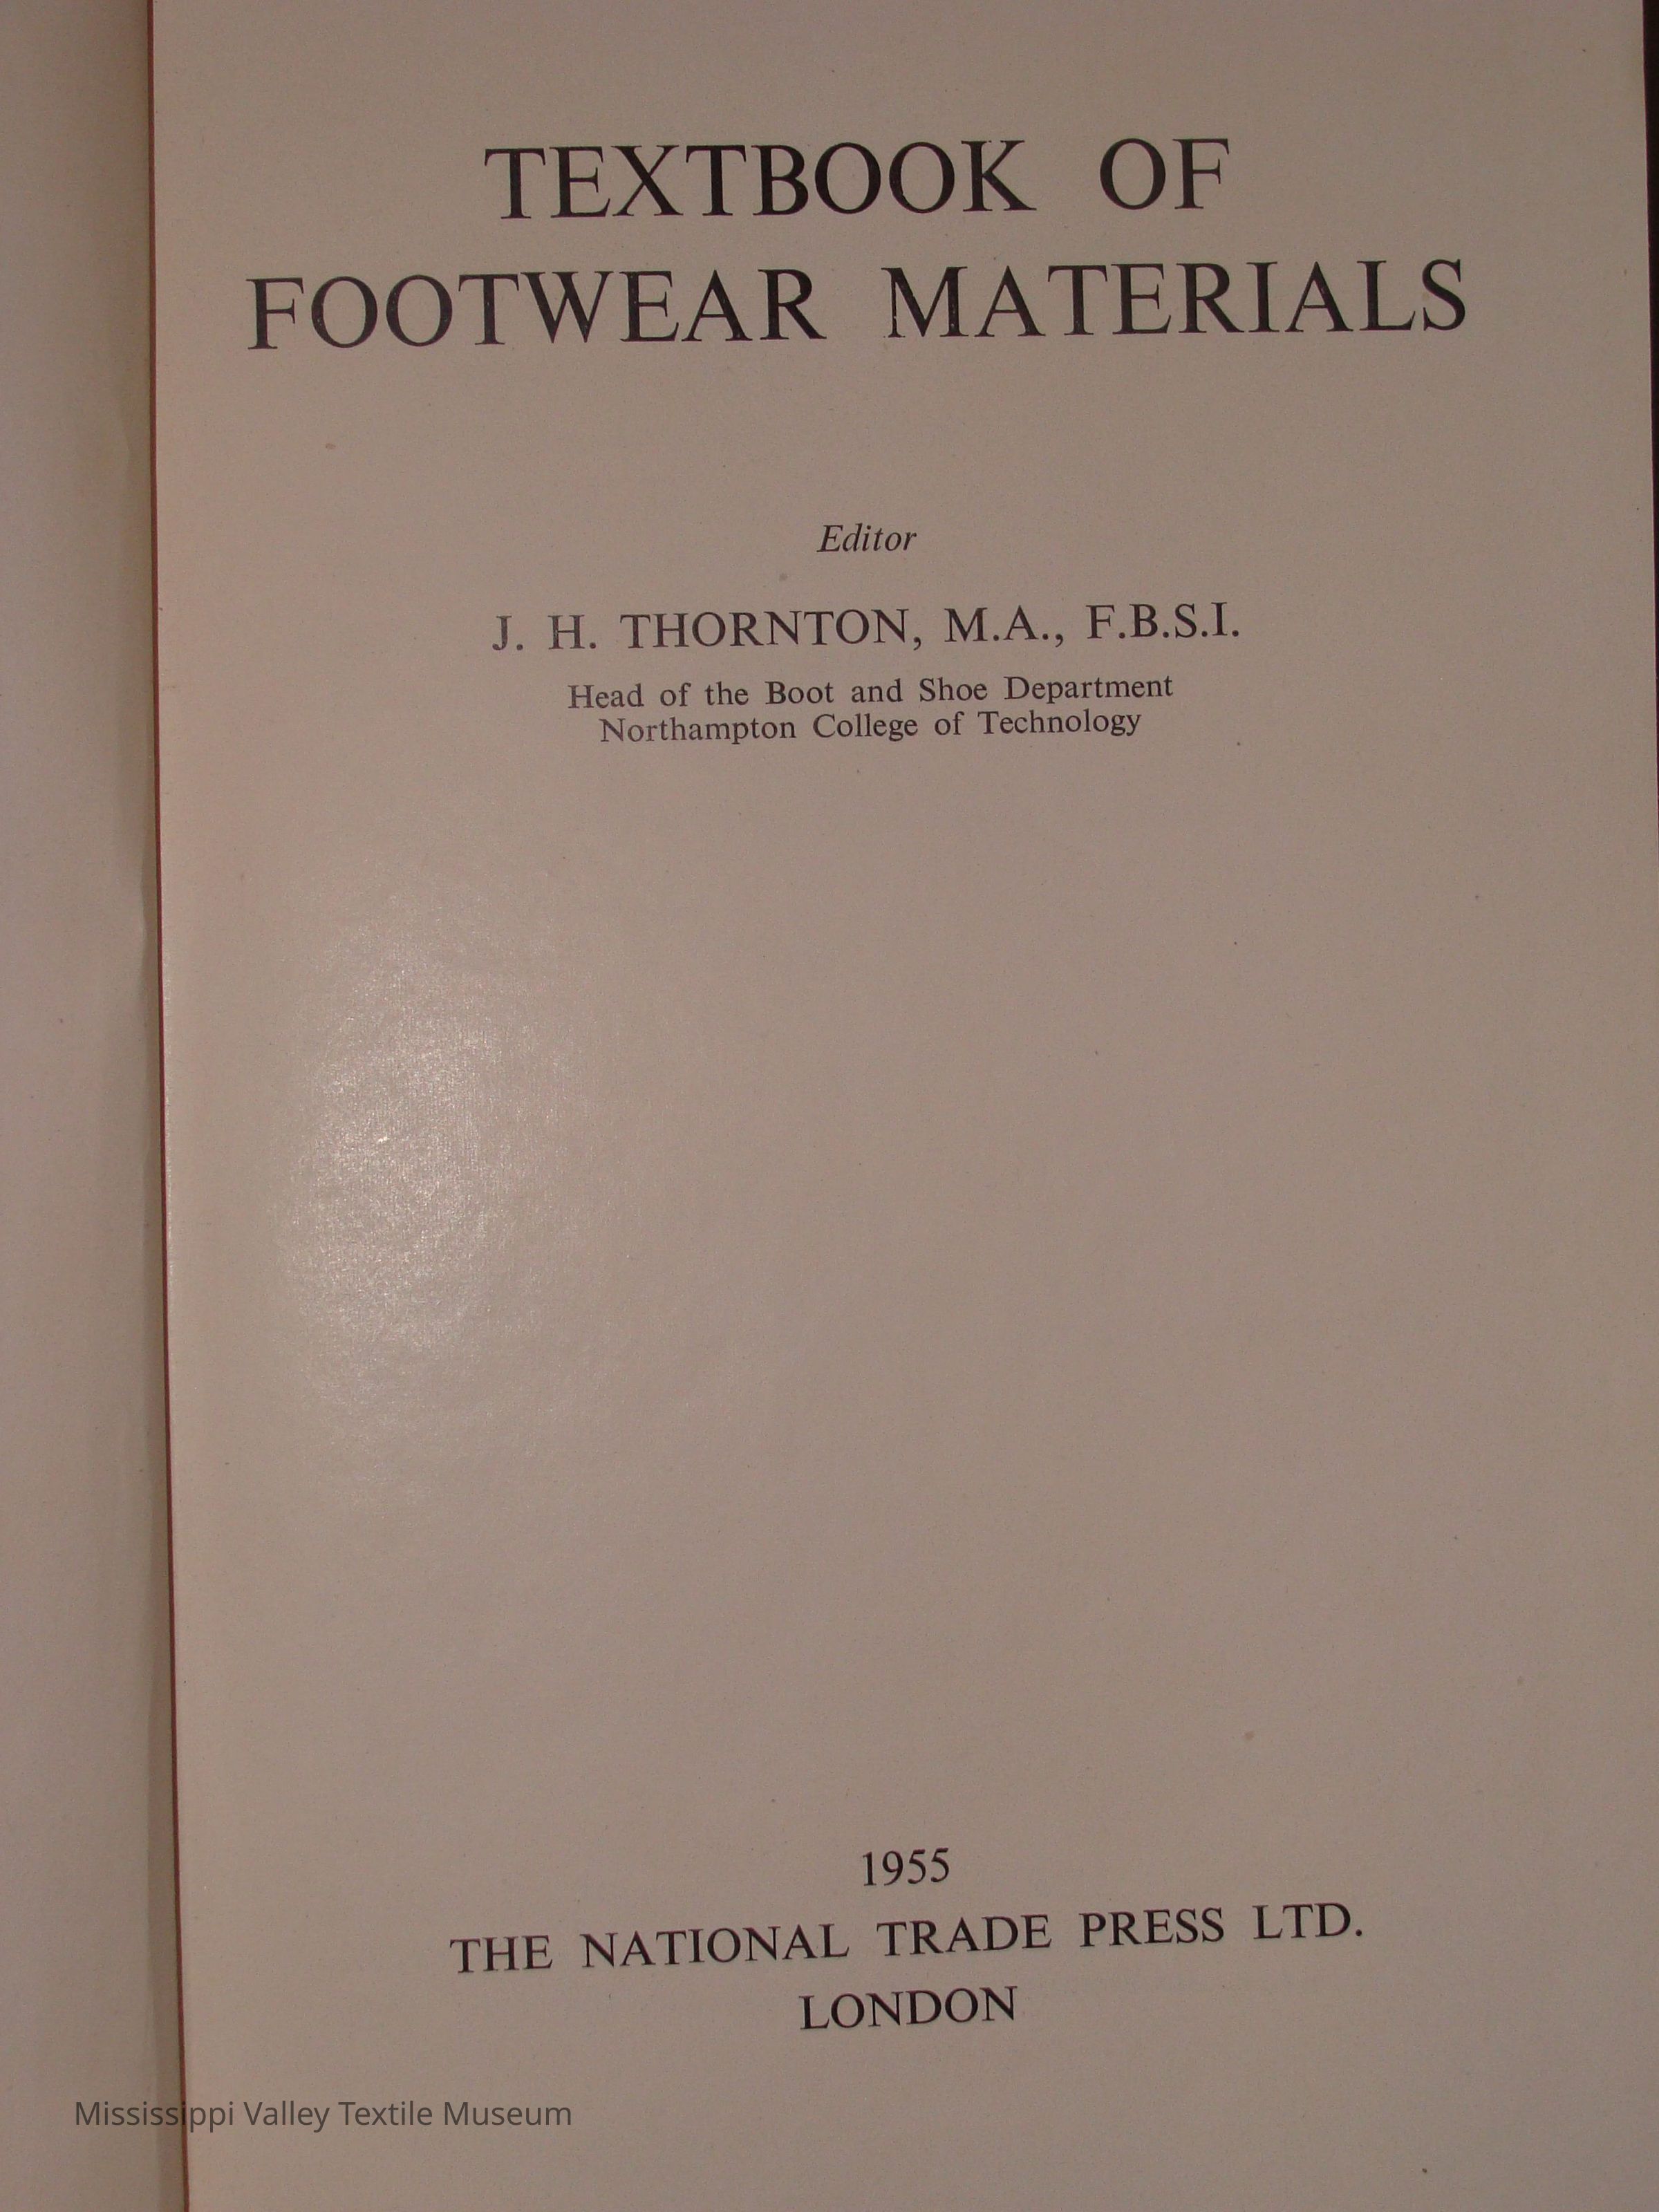 TEXTBOOK OF
FOOTWEAR MATERIALS
Editor
J. H. THORNTON, M.A., F.B.S.I.
Head of the Boot and Shoe Department
Northampton College of Technology
1955
THE NATIONAL TRADE PRESS LTD.
LONDON
Mississippi Valley Textile Museum